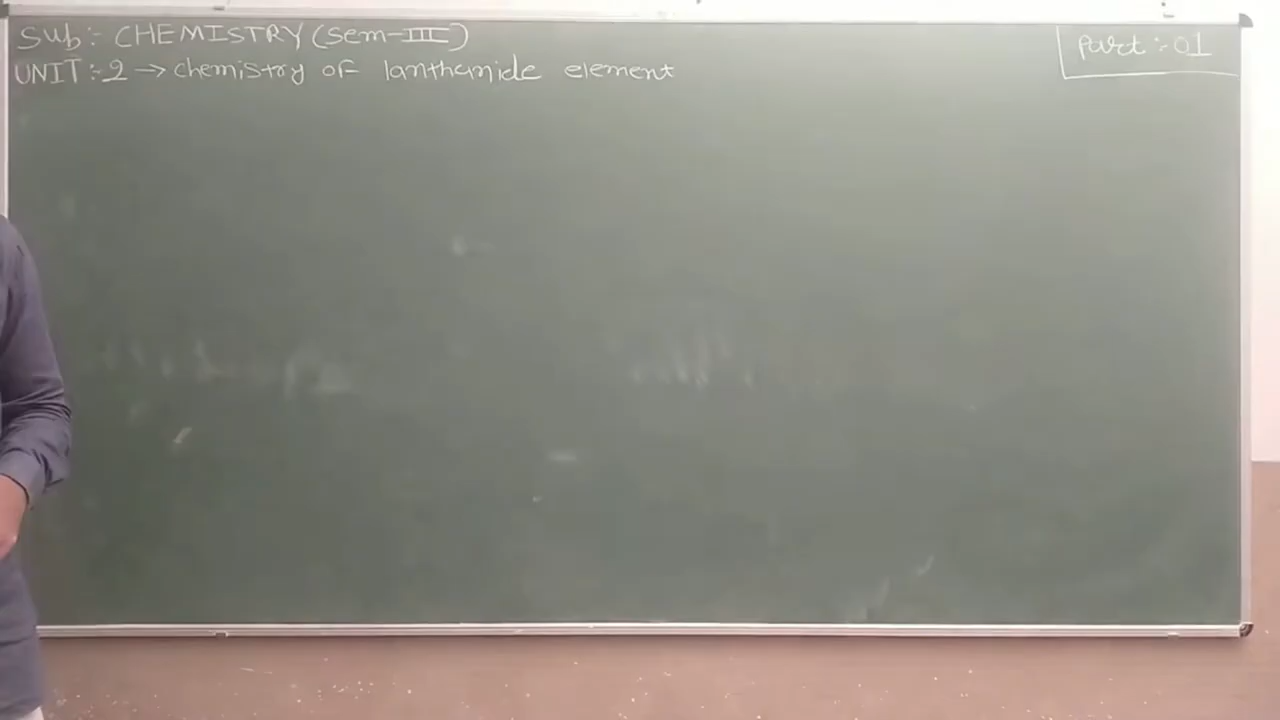 Sub:- CHEMISTRY (Sem-III)
Part :- 01
UNIT :- 2 → chemistry of lanthanide element